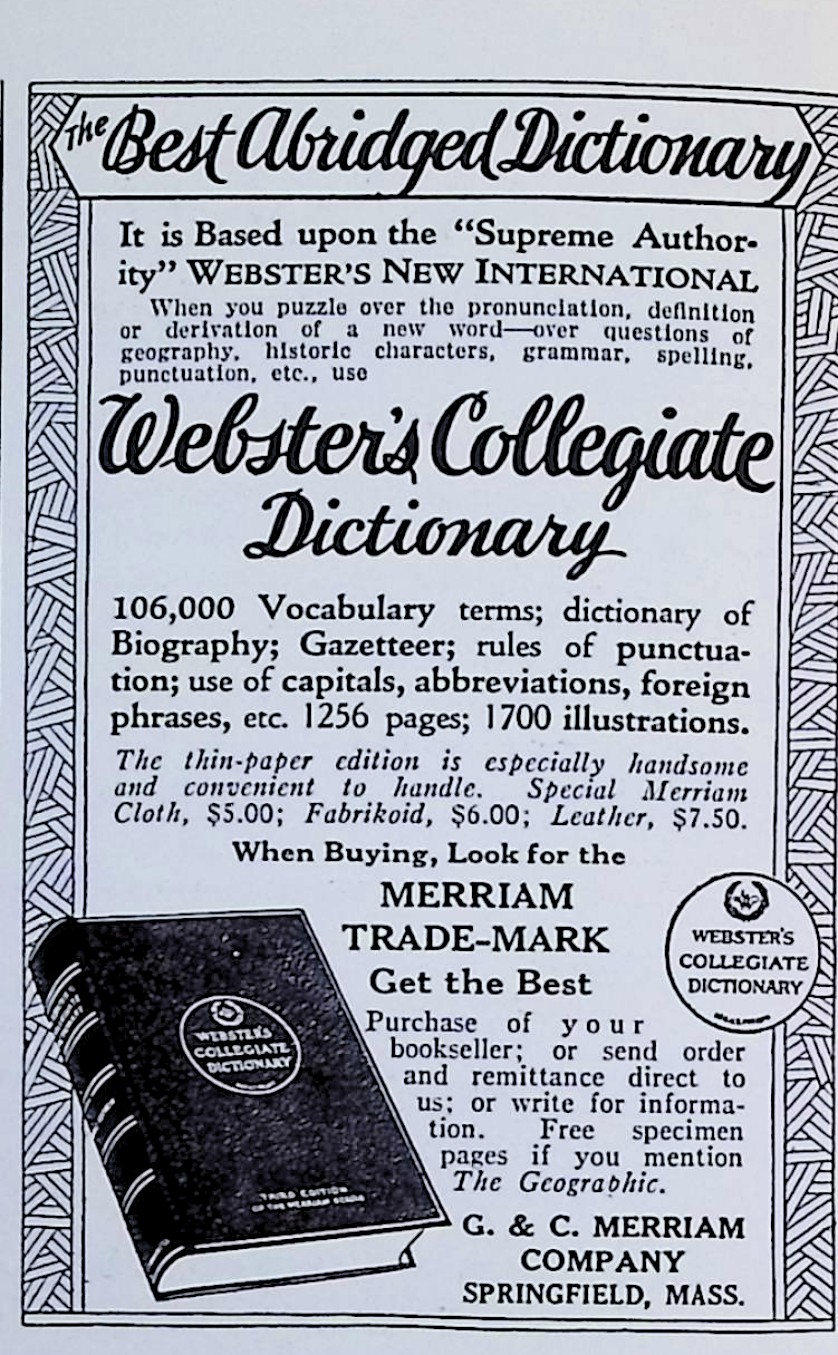 The Best Abridged Dictionary
It is Based upon the "Supreme Author-
ity" WEBSTER'S NEW INTERNATIONAL
When you puzzle over the pronunciation, definition
or derivation of a new word—over questions of
geography, historic characters, grammar, spelling,
punctuation, etc., use
Webster's Collegiate
Dictionary
106,000 Vocabulary terms; dictionary of
Biography; Gazetteer; rules of punctua-
tion; use of capitals, abbreviations, foreign
phrases, etc. 1256 pages; 1700 illustrations.
The thin-paper edition is especially handsome
and convenient to handle. Special Merriam
Cloth, $5.00; Fabrikoid, $6.00; Leather, $7.50.
When Buying, Look for the
MERRIAM
TRADE-MARK
Get the Best
WEBSTER'S
COLLEGIATE
DICTIONARY
Purchase of your
bookseller; or send order
and remittance direct to
us; or write for informa-
tion. Free specimen
pages if you mention
The Geographic.
G. & C. MERRIAM
COMPANY
SPRINGFIELD, MASS.
WEBSTER'S
COLLEGIATE
DICTIONARY
THIRD EDITION
OF THE MERRIAM SERIES